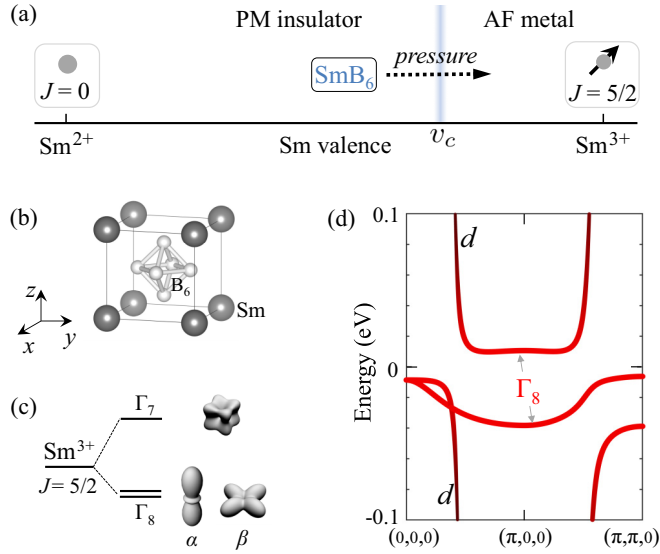 (a)
PM insulator
AF metal
SmB₆
pressure
J = 0
J = 5/2
Sm²⁺
Sm valence
v_c
Sm³⁺
(b)
B₆
Sm
z
x
y
(c)
Γ₇
Sm³⁺
J = 5/2
Γ₈
α
β
(d)
Energy (eV)
0.1
0
-0.1
d
Γ₈
d
(0,0,0)
(π,0,0)
(π,π,0)